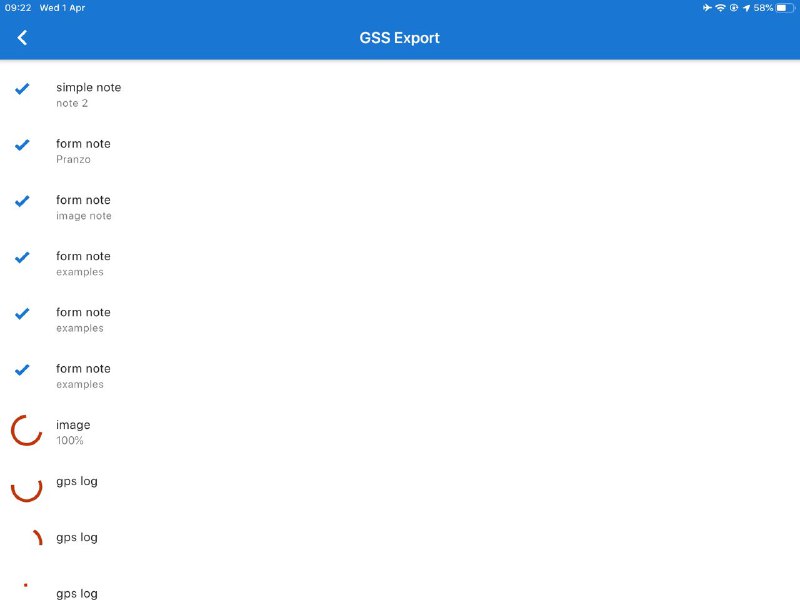 09:22 Wed 1 Apr 58%
GSS Export
simple note
note 2
form note
Pranzo
form note
image note
form note
examples
form note
examples
form note
examples
image
100%
gps log
gps log
gps log